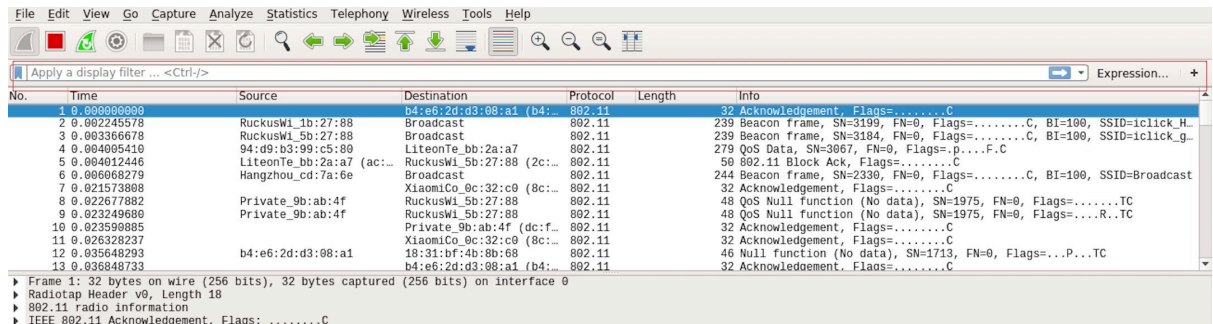 File Edit View Go Capture Analyze Statistics Telephony Wireless Tools Help
Apply a display filter ... <Ctrl-/> Expression... +
No. Time Source Destination Protocol Length Info
1 0.000000000 b4:e6:2d:d3:08:a1 (b4:… 802.11 32 Acknowledgement, Flags=........C
2 0.002245578 RuckusWi_1b:27:88 Broadcast 802.11 239 Beacon frame, SN=3199, FN=0, Flags=........C, BI=100, SSID=iclick_H…
3 0.003366678 RuckusWi_5b:27:88 Broadcast 802.11 239 Beacon frame, SN=3184, FN=0, Flags=........C, BI=100, SSID=iclick_g…
4 0.004005410 94:d9:b3:99:c5:80 LiteonTe_bb:2a:a7 802.11 279 QoS Data, SN=3067, FN=0, Flags=.p....F.C
5 0.004012446 LiteonTe_bb:2a:a7 (ac:… RuckusWi_5b:27:88 (2c:… 802.11 50 802.11 Block Ack, Flags=........C
6 0.006068279 Hangzhou_cd:7a:6e Broadcast 802.11 244 Beacon frame, SN=2330, FN=0, Flags=........C, BI=100, SSID=Broadcast
7 0.021573808 XiaomiCo_0c:32:c0 (8c:… 802.11 32 Acknowledgement, Flags=........C
8 0.022677882 Private_9b:ab:4f RuckusWi_5b:27:88 802.11 48 QoS Null function (No data), SN=1975, FN=0, Flags=.......TC
9 0.023249680 Private_9b:ab:4f RuckusWi_5b:27:88 802.11 48 QoS Null function (No data), SN=1975, FN=0, Flags=....R..TC
10 0.023590885 Private_9b:ab:4f (dc:f… 802.11 32 Acknowledgement, Flags=........C
11 0.026328237 XiaomiCo_0c:32:c0 (8c:… 802.11 32 Acknowledgement, Flags=........C
12 0.035648293 b4:e6:2d:d3:08:a1 18:31:bf:4b:8b:68 802.11 46 Null function (No data), SN=1713, FN=0, Flags=...P...TC
13 0.036848733 b4:e6:2d:d3:08:a1 (b4:… 802.11 32 Acknowledgement, Flags=........C
Frame 1: 32 bytes on wire (256 bits), 32 bytes captured (256 bits) on interface 0
Radiotap Header v0, Length 18
802.11 radio information
IEEE 802.11 Acknowledgement, Flags: ........C